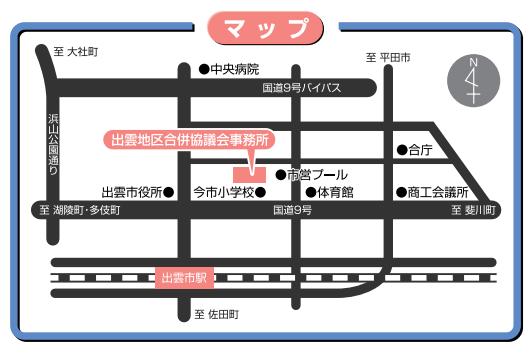 マップ
至 大社町
至 平田市
中央病院
N
国道9号バイパス
浜山公園通り
出雲地区合併協議会事務所
合庁
市営プール
出雲市役所
今市小学校
体育館
商工会議所
至 湖陵町・多伎町
国道9号
至 斐川町
出雲市駅
至 佐田町